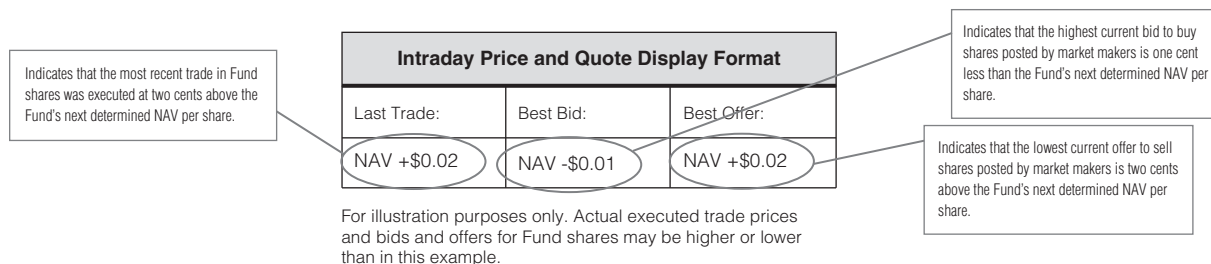 Indicates that the most recent trade in Fund
shares was executed at two cents above the
Fund's next determined NAV per share.
Intraday Price and Quote Display Format
Last Trade:
Best Bid:
Best Offer:
NAV +$0.02
NAV -$0.01
NAV +$0.02
Indicates that the highest current bid to buy
shares posted by market makers is one cent
less than the Fund's next determined NAV per
share.
Indicates that the lowest current offer to sell
shares posted by market makers is two cents
above the Fund's next determined NAV per
share.
For illustration purposes only. Actual executed trade prices
and bids and offers for Fund shares may be higher or lower
than in this example.